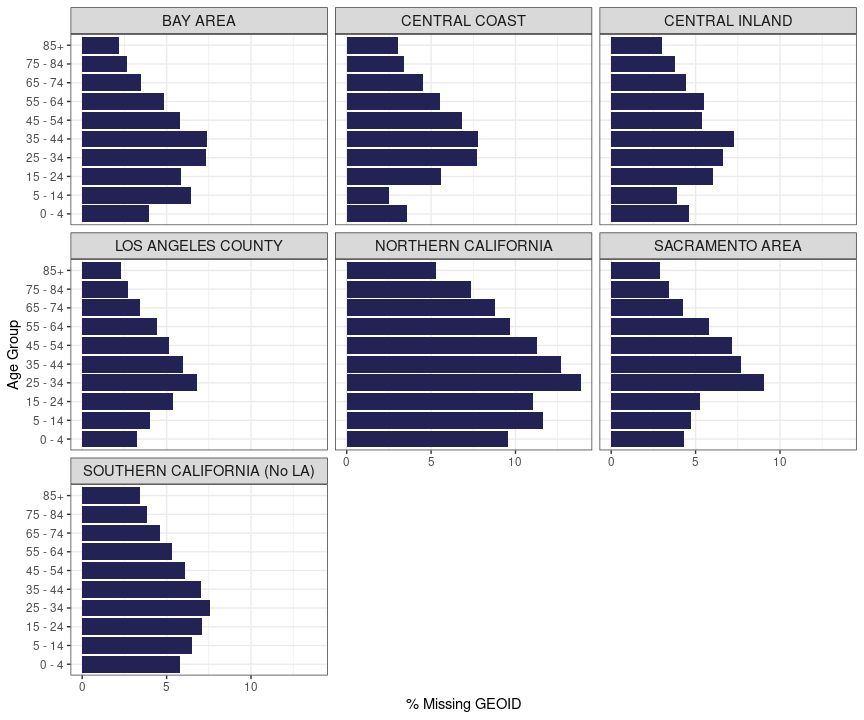 BAY AREA
CENTRAL COAST
CENTRAL INLAND
85+
75 - 84
65 - 74
55 - 64
45 - 54
35 - 44
25 - 34
15 - 24
5 - 14
0 - 4
LOS ANGELES COUNTY
NORTHERN CALIFORNIA
SACRAMENTO AREA
85+
75 - 84
65 - 74
55 - 64
45 - 54
35 - 44
25 - 34
15 - 24
5 - 14
0 - 4
0 5 10
0 5 10
SOUTHERN CALIFORNIA (No LA)
85+
75 - 84
65 - 74
55 - 64
45 - 54
35 - 44
25 - 34
15 - 24
5 - 14
0 - 4
0 5 10
Age Group
% Missing GEOID